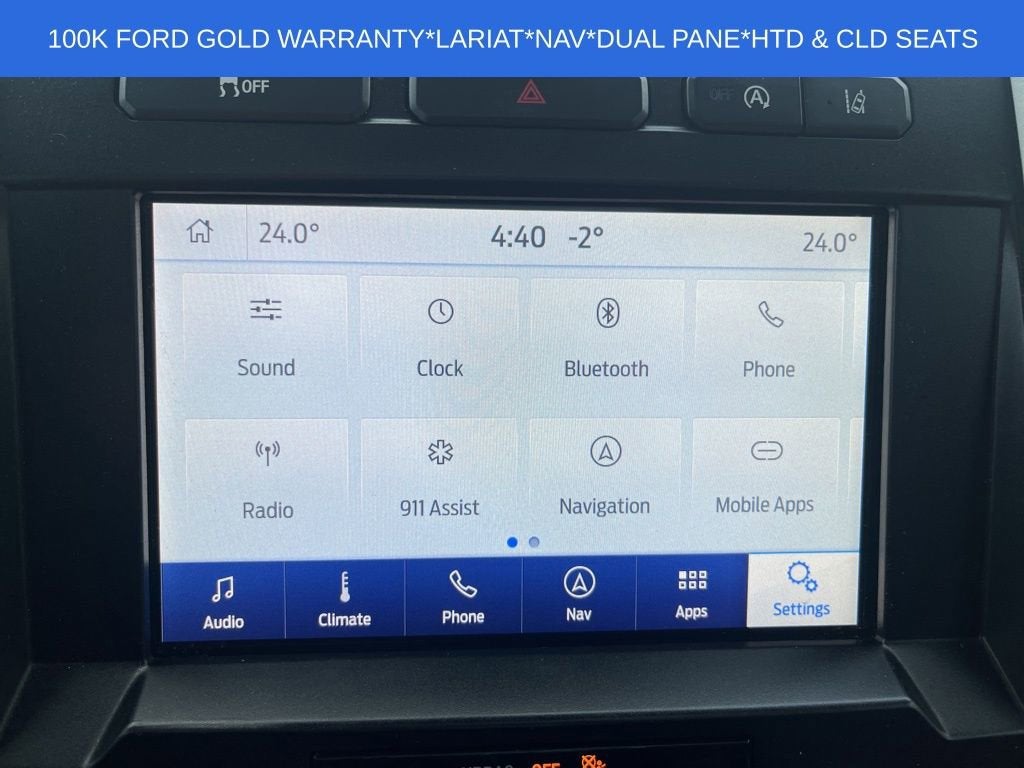 100K FORD GOLD WARRANTY*LARIAT*NAV*DUAL PANE*HTD & CLD SEATS
OFF
OFF A
24.0° 4:40 -2° 24.0°
Sound Clock Bluetooth Phone
Radio 911 Assist Navigation Mobile Apps
Audio Climate Phone Nav Apps Settings
OFF